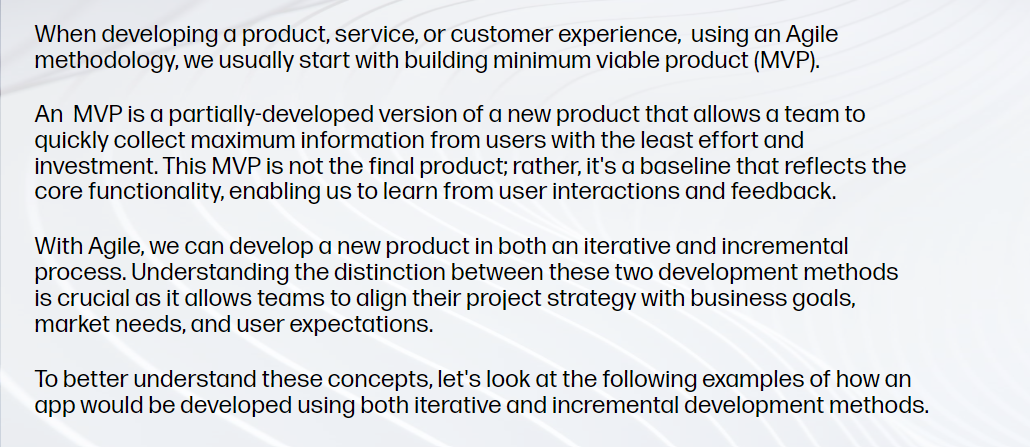 When developing a product, service, or customer experience,  using an Agile
methodology, we usually start with building minimum viable product (MVP).
An  MVP is a partially-developed version of a new product that allows a team to
quickly collect maximum information from users with the least effort and
investment. This MVP is not the final product; rather, it's a baseline that reflects the
core functionality, enabling us to learn from user interactions and feedback.
With Agile, we can develop a new product in both an iterative and incremental
process. Understanding the distinction between these two development methods
is crucial as it allows teams to align their project strategy with business goals,
market needs, and user expectations.
To better understand these concepts, let's look at the following examples of how an
app would be developed using both iterative and incremental development methods.